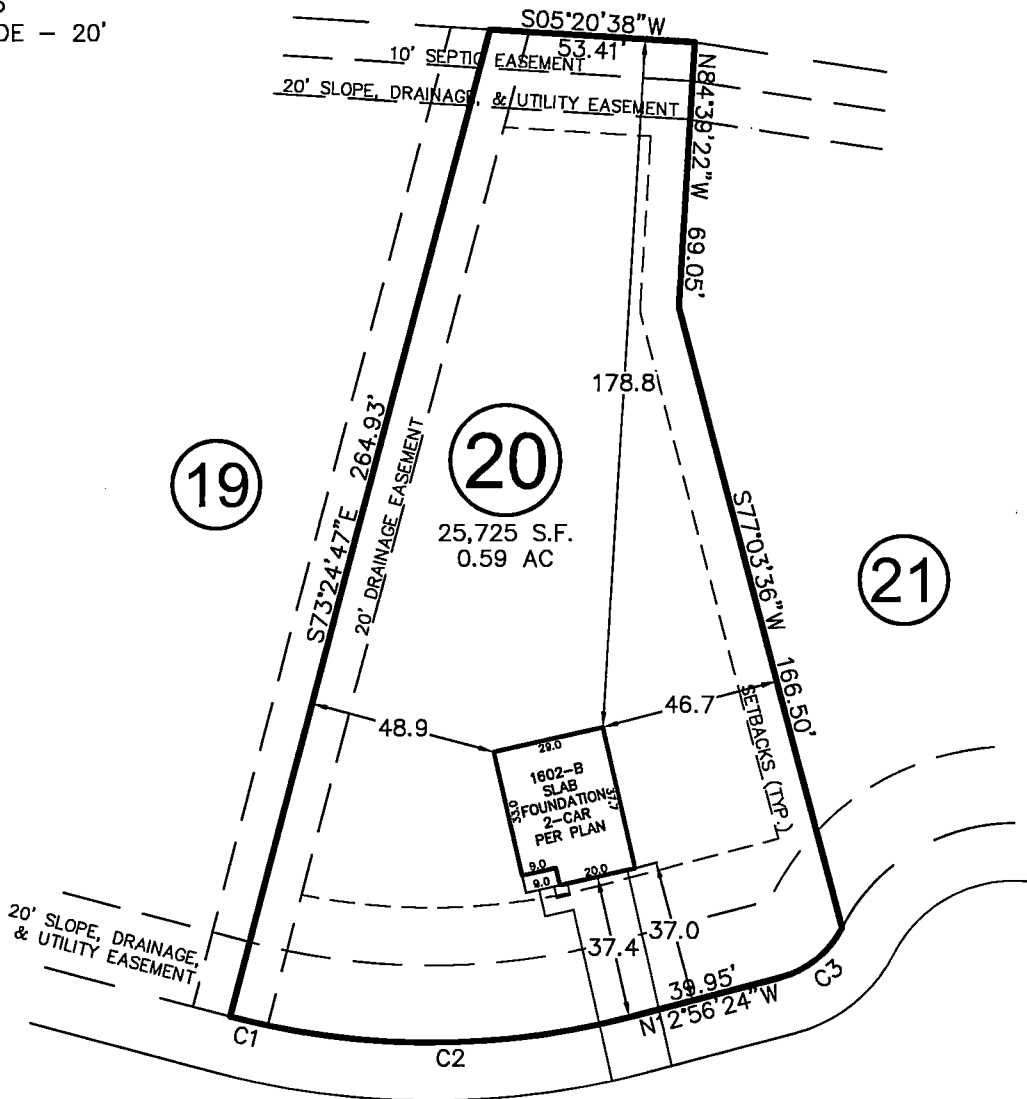 DE – 20'
S05°20'38"W
53.41'
10' SEPTIC EASEMENT
20' SLOPE, DRAINAGE, & UTILITY EASEMENT
N84°39'22"W 69.05'
178.8
S73°24'47"E 264.93'
20' DRAINAGE EASEMENT
19
20
25,725 S.F.
0.59 AC
21
S77°03'36"W 166.50'
SETBACKS (TYP.)
48.9
46.7
29.0
1602-B
SLAB
FOUNDATION
2-CAR
PER PLAN
33.0
37.7
9.0
9.0
20.0
20' SLOPE, DRAINAGE,
& UTILITY EASEMENT
37.4
37.0
39.95'
N12°56'24"W
C1
C2
C3